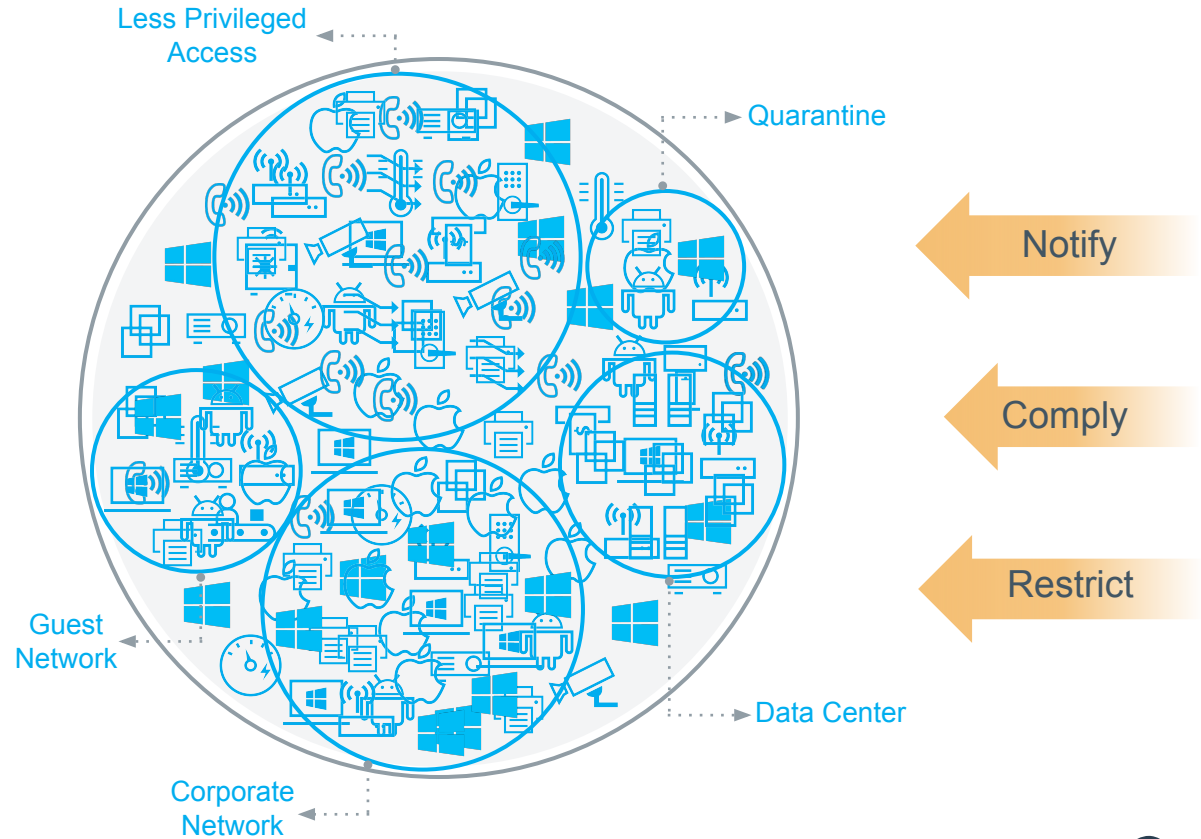 Less Privileged
Access
Quarantine
Notify
Comply
Restrict
Guest
Network
Data Center
Corporate
Network